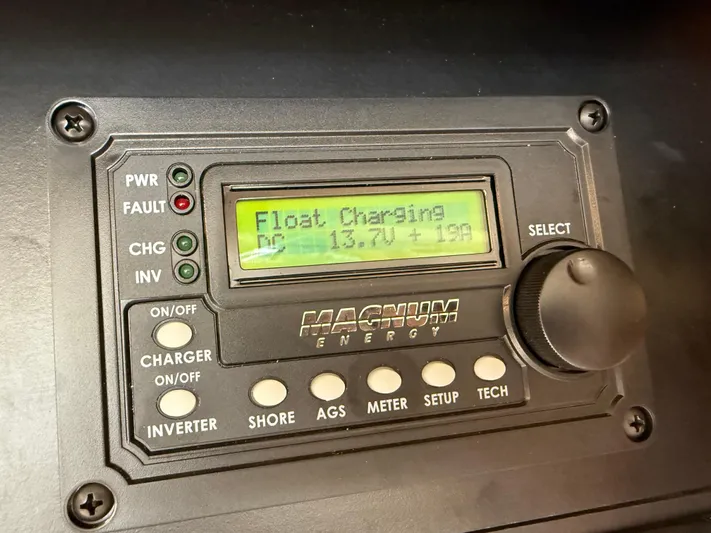 PWR
FAULT
CHG
INV
Float Charging
DC 13.7V + 19A
SELECT
MAGNUM
ENERGY
ON/OFF
CHARGER
ON/OFF
INVERTER
SHORE
AGS
METER
SETUP
TECH